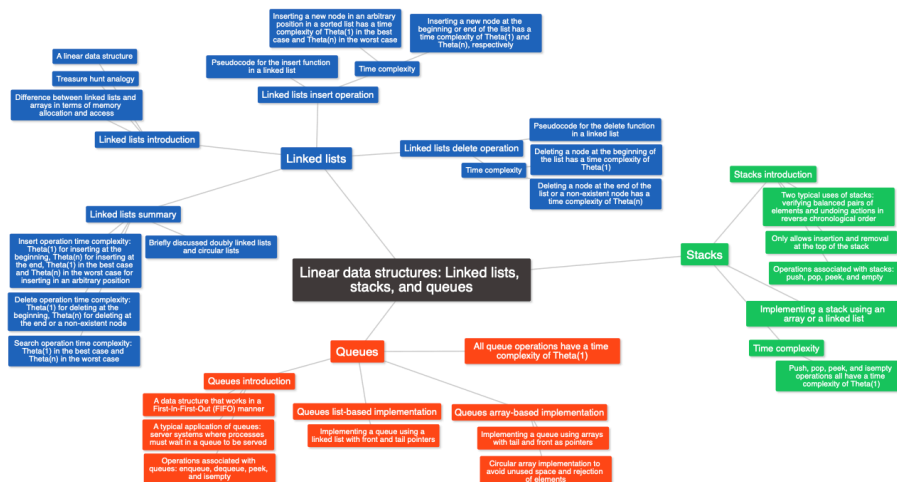 Linear data structures: Linked lists,
stacks, and queues
Linked lists
Linked lists introduction
A linear data structure
Treasure hunt analogy
Difference between linked lists and
arrays in terms of memory
allocation and access
Linked lists insert operation
Pseudocode for the insert function
in a linked list
Time complexity
Inserting a new node in an arbitrary
position in a sorted list has a time
complexity of Theta(1) in the best
case and Theta(n) in the worst case
Inserting a new node at the
beginning or end of the list has a
time complexity of Theta(1) and
Theta(n), respectively
Linked lists delete operation
Pseudocode for the delete function
in a linked list
Time complexity
Deleting a node at the beginning of
the list has a time complexity of
Theta(1)
Deleting a node at the end of the
list or a non-existent node has a
time complexity of Theta(n)
Linked lists summary
Insert operation time complexity:
Theta(1) for inserting at the
beginning, Theta(n) for inserting at
the end, Theta(1) in the best case
and Theta(n) in the worst case for
inserting in an arbitrary position
Delete operation time complexity:
Theta(1) for deleting at the
beginning, Theta(n) for deleting at
the end or a non-existent node
Search operation time complexity:
Theta(1) in the best case and
Theta(n) in the worst case
Briefly discussed doubly linked lists
and circular lists
Stacks
Stacks introduction
Two typical uses of stacks:
verifying balanced pairs of
elements and undoing actions in
reverse chronological order
Only allows insertion and removal
at the top of the stack
Operations associated with stacks:
push, pop, peek, and empty
Implementing a stack using an
array or a linked list
Time complexity
Push, pop, peek, and isempty
operations all have a time
complexity of Theta(1)
Queues
All queue operations have a time
complexity of Theta(1)
Queues introduction
A data structure that works in a
First-In-First-Out (FIFO) manner
A typical application of queues:
server systems where processes
must wait in a queue to be served
Operations associated with
queues: enqueue, dequeue, peek,
and isempty
Queues list-based implementation
Implementing a queue using a
linked list with front and tail pointers
Queues array-based implementation
Implementing a queue using arrays
with tail and front as pointers
Circular array implementation to
avoid unused space and rejection
of elements